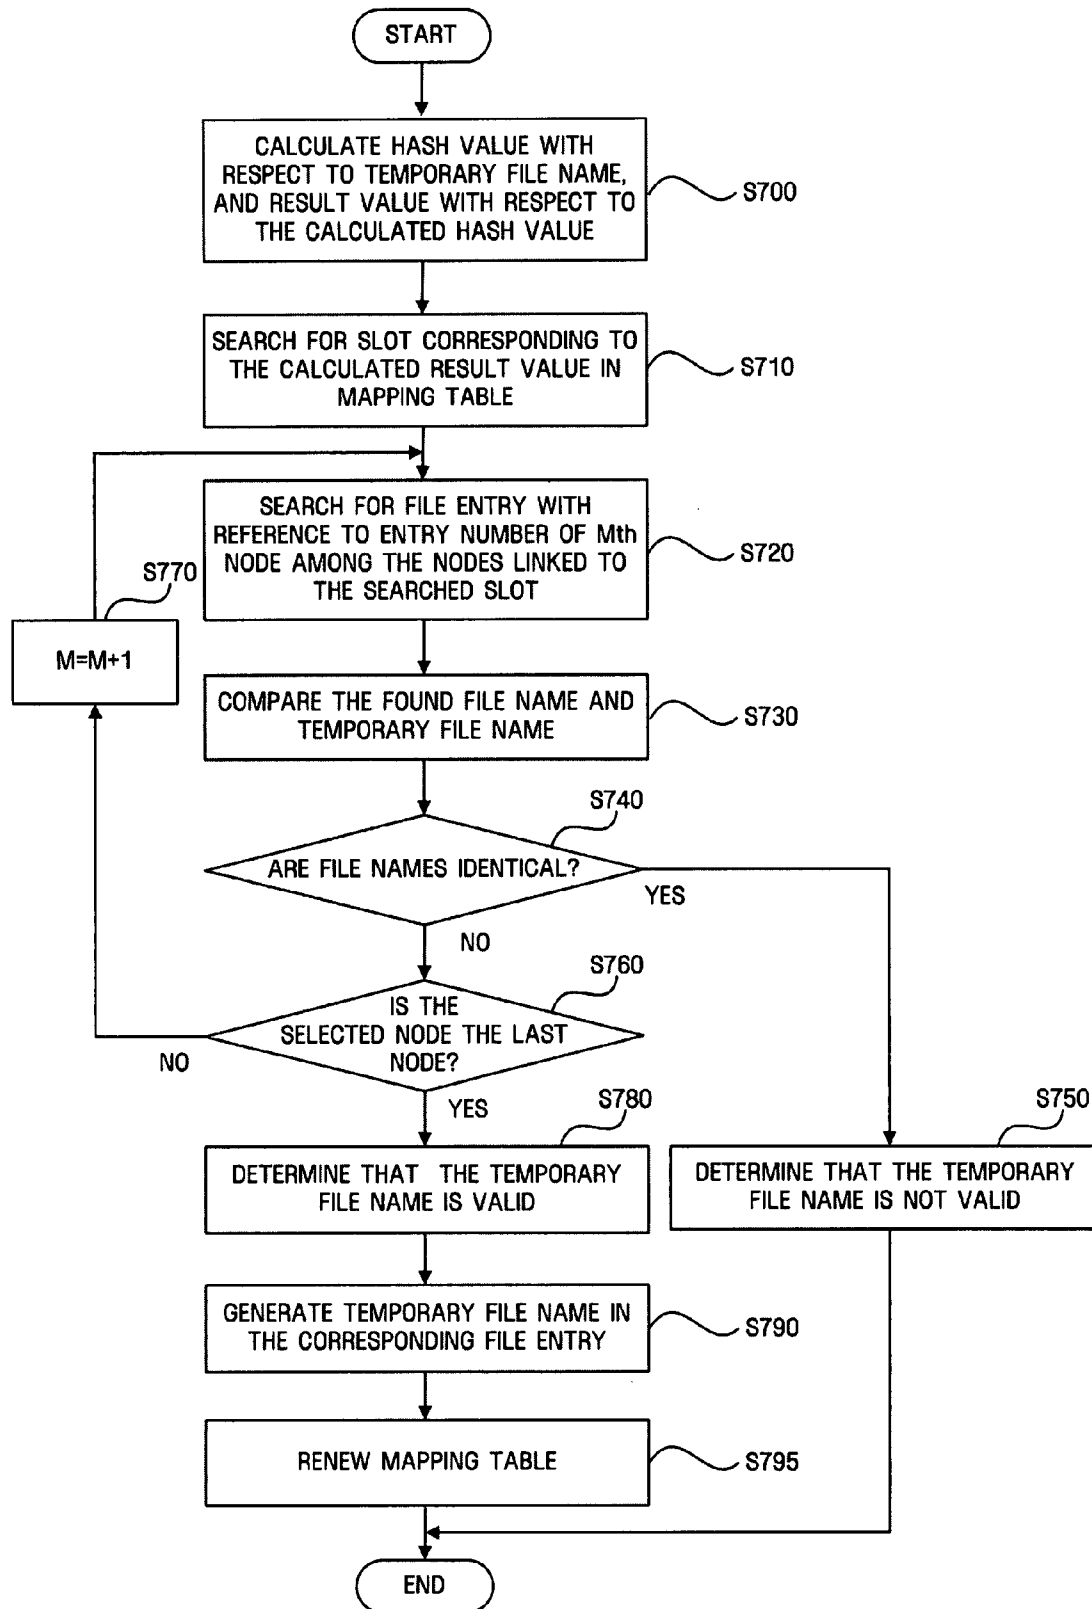 START
CALCULATE HASH VALUE WITH
RESPECT TO TEMPORARY FILE NAME,
AND RESULT VALUE WITH RESPECT TO
THE CALCULATED HASH VALUE
S700
SEARCH FOR SLOT CORRESPONDING TO
THE CALCULATED RESULT VALUE IN
MAPPING TABLE
S710
SEARCH FOR FILE ENTRY WITH
REFERENCE TO ENTRY NUMBER OF Mth
NODE AMONG THE NODES LINKED TO
THE SEARCHED SLOT
S720
S770
M=M+1
COMPARE THE FOUND FILE NAME AND
TEMPORARY FILE NAME
S730
S740
ARE FILE NAMES IDENTICAL?
YES
NO
S760
IS THE
SELECTED NODE THE LAST
NODE?
NO
YES
S780
DETERMINE THAT THE TEMPORARY
FILE NAME IS VALID
S750
DETERMINE THAT THE TEMPORARY
FILE NAME IS NOT VALID
GENERATE TEMPORARY FILE NAME IN
THE CORRESPONDING FILE ENTRY
S790
RENEW MAPPING TABLE
S795
END